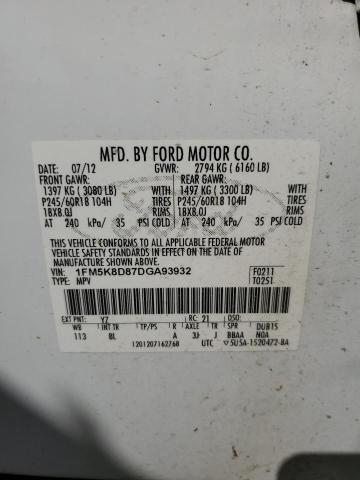 MFD. BY FORD MOTOR CO.
DATE: 07/12 GVWR: 2794 KG ( 6160 LB)
FRONT GAWR: REAR GAWR:
1397 KG ( 3080 LB) WITH 1497 KG ( 3300 LB) WITH
P245/60R18 104H TIRES P245/60R18 104H TIRES
18X8.0J RIMS 18X8.0J RIMS
AT 240 kPa/ 35 PSI COLD AT 240 kPa/ 35 PSI COLD
THIS VEHICLE CONFORMS TO ALL APPLICABLE FEDERAL MOTOR
VEHICLE SAFETY AND BUMPER STANDARDS IN EFFECT ON THE DATE OF
MANUFACTURE SHOWN ABOVE.
VIN: 1FM5K8D87DGA93932 F0211
TYPE: MPV T0251
EXT PNT: YZ RC: 21 DSO:
WB INT TR TP/PS R AXLE TR SPR DUB1S
113 BL A 3J J BBAA NOA
1201207162768 UTC 5U5A-1520472-BA